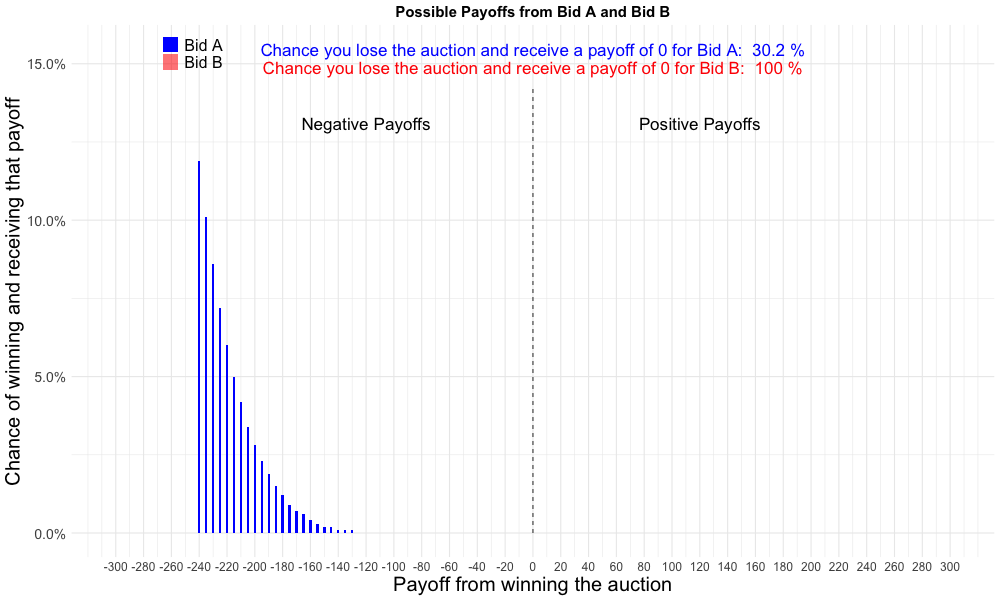 Possible Payoffs from Bid A and Bid B
Bid A
Bid B
Chance you lose the auction and receive a payoff of 0 for Bid A:  30.2 %
Chance you lose the auction and receive a payoff of 0 for Bid B:  100 %
Negative Payoffs
Positive Payoffs
Chance of winning and receiving that payoff
15.0%
10.0%
5.0%
0.0%
-300 -280 -260 -240 -220 -200 -180 -160 -140 -120 -100 -80 -60 -40 -20 0 20 40 60 80 100 120 140 160 180 200 220 240 260 280 300
Payoff from winning the auction